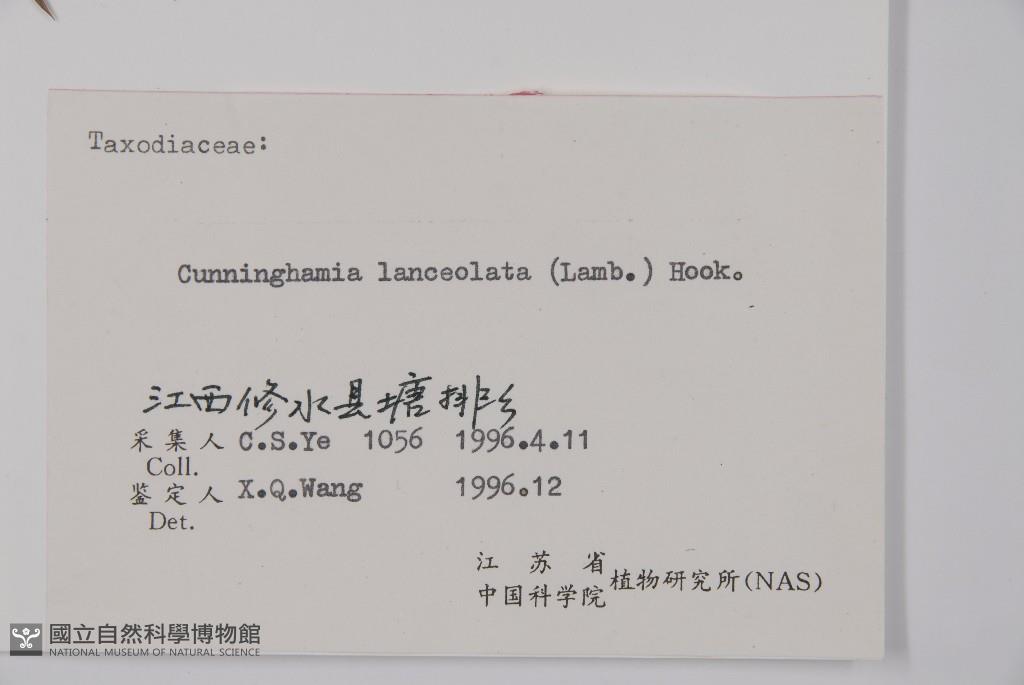 Taxodiaceae:
Cunninghamia lanceolata (Lamb.) Hook.
江西修水县塘排乡
采集人 C.S.Ye 1056 1996.4.11
Coll.
鉴定人 X.Q.Wang 1996.12
Det.
江苏省
中国科学院植物研究所(NAS)
國立自然科學博物館
NATIONAL MUSEUM OF NATURAL SCIENCE